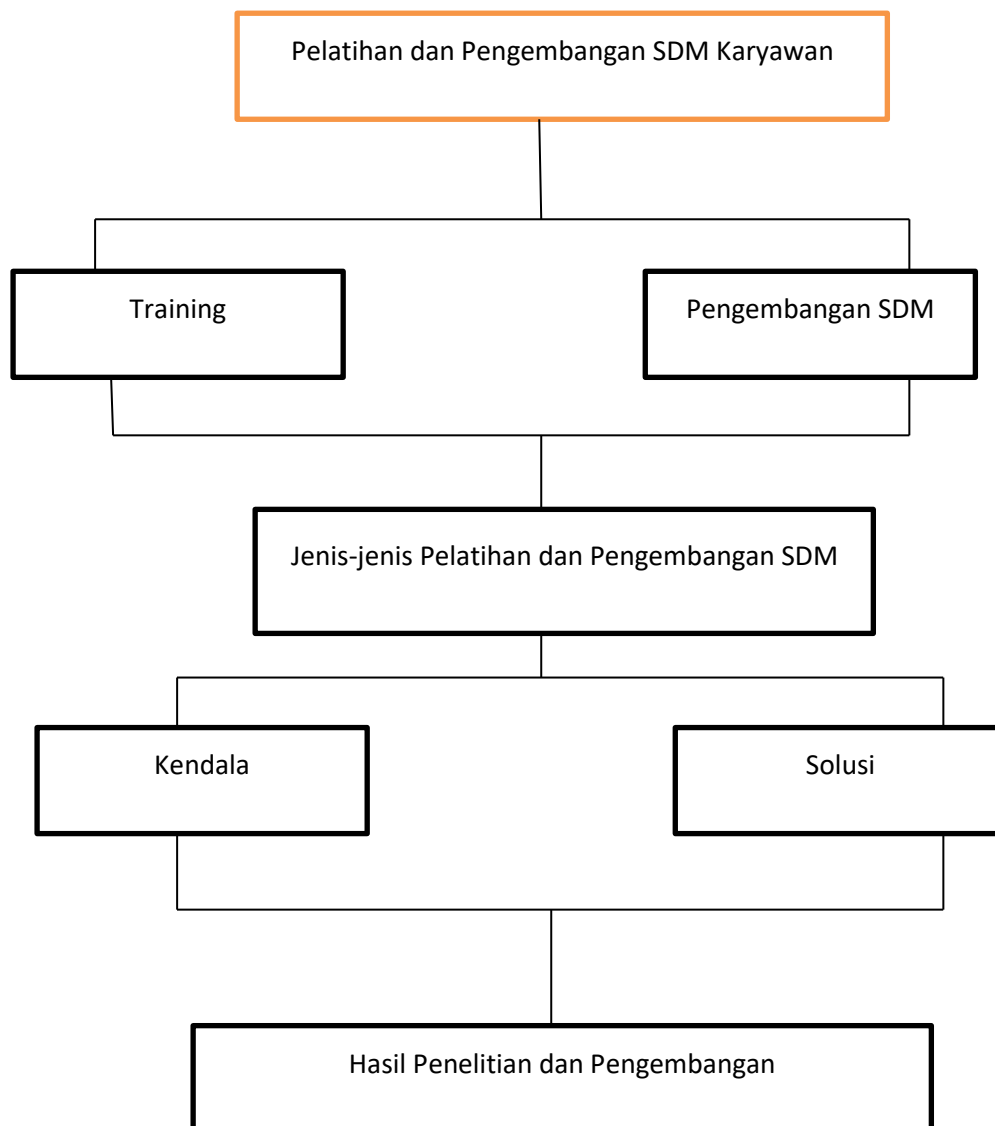 Pelatihan dan Pengembangan SDM Karyawan
Training
Pengembangan SDM
Jenis-jenis Pelatihan dan Pengembangan SDM
Kendala
Solusi
Hasil Penelitian dan Pengembangan